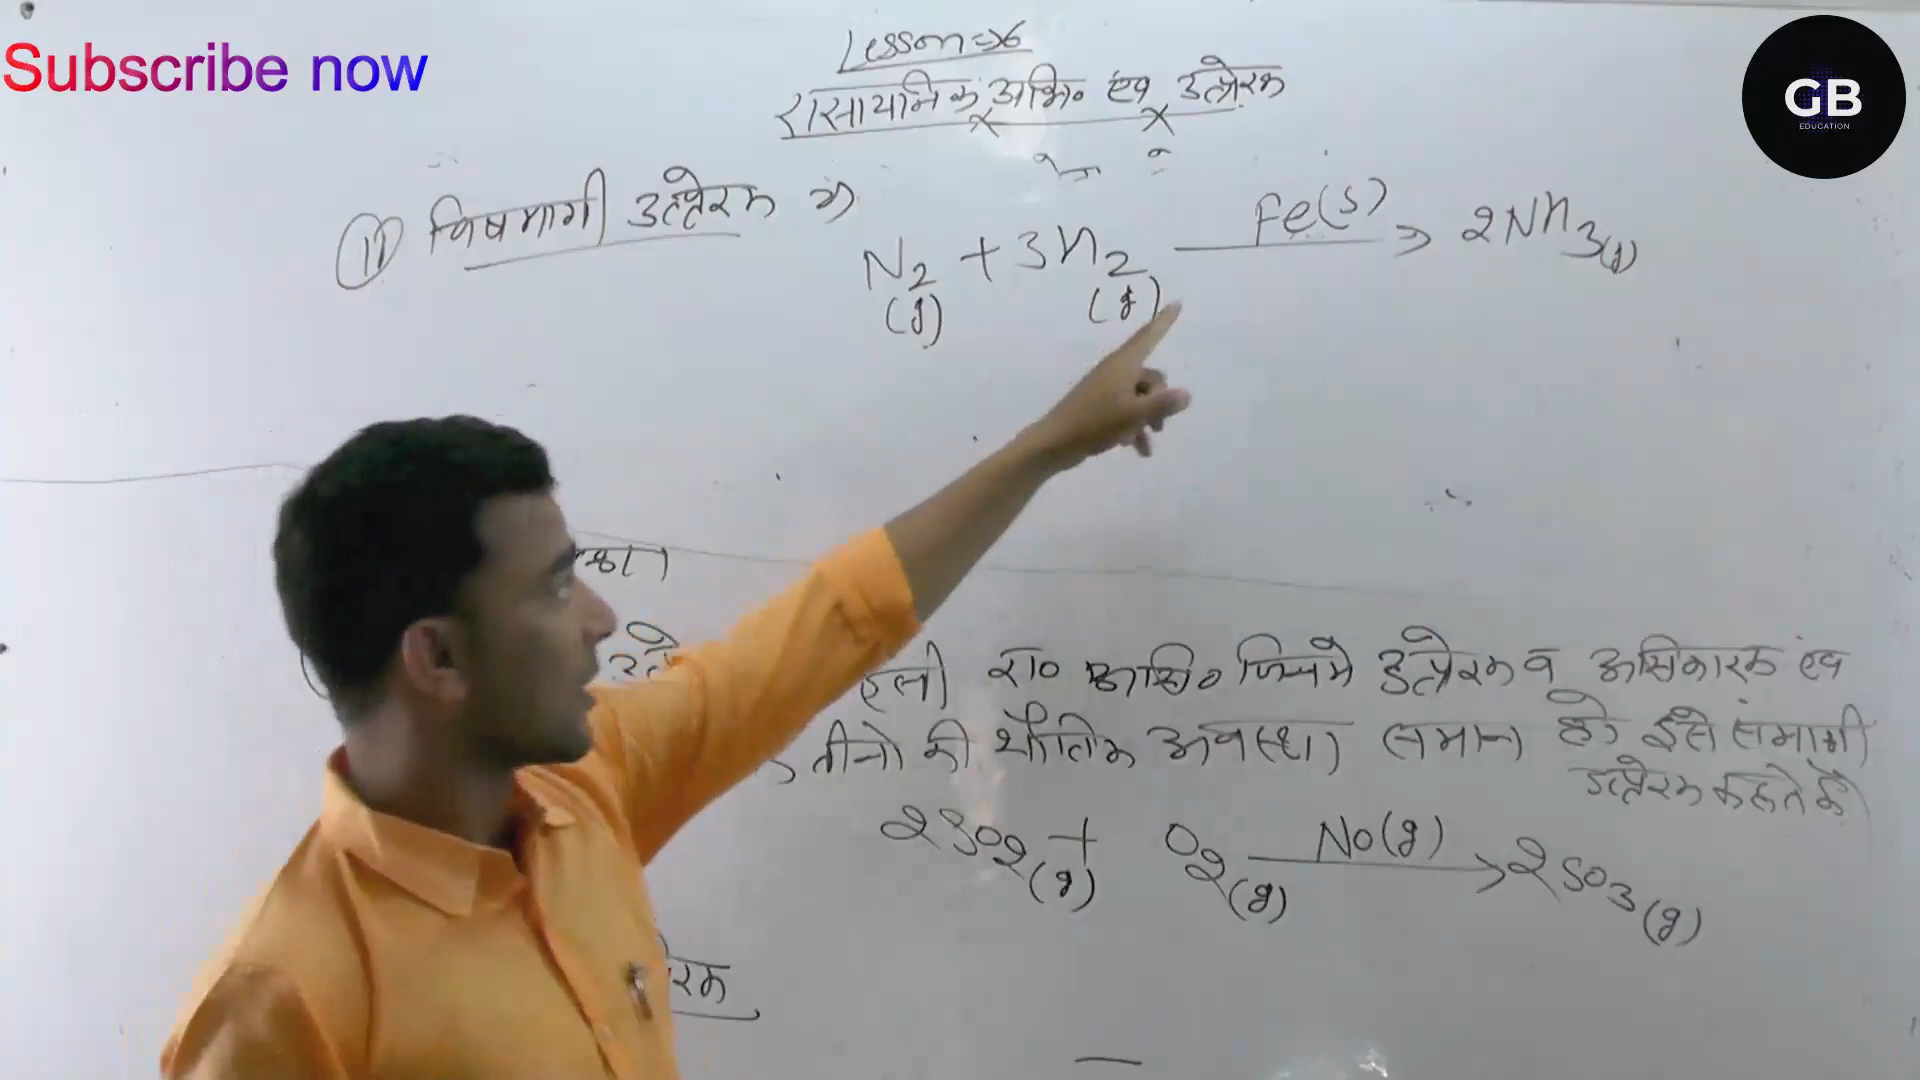 Subscribe now
GB
EDUCATION
Lesson ⇒ 6
रासायनिक अभि० एवं उत्प्रेरक
(11) विषमांगी उत्प्रेरक
N2(g) + 3H2(g) Fe(s) → 2NH3(g)
रा० अभि० जिसमें उत्प्रेरक व अभिकारक एवं
तीनो की भौतिक अवस्था समान हो इसे समांगी
उत्प्रेरक कहते है
2SO2(g) + O2(g) NO(g) → 2SO3(g)